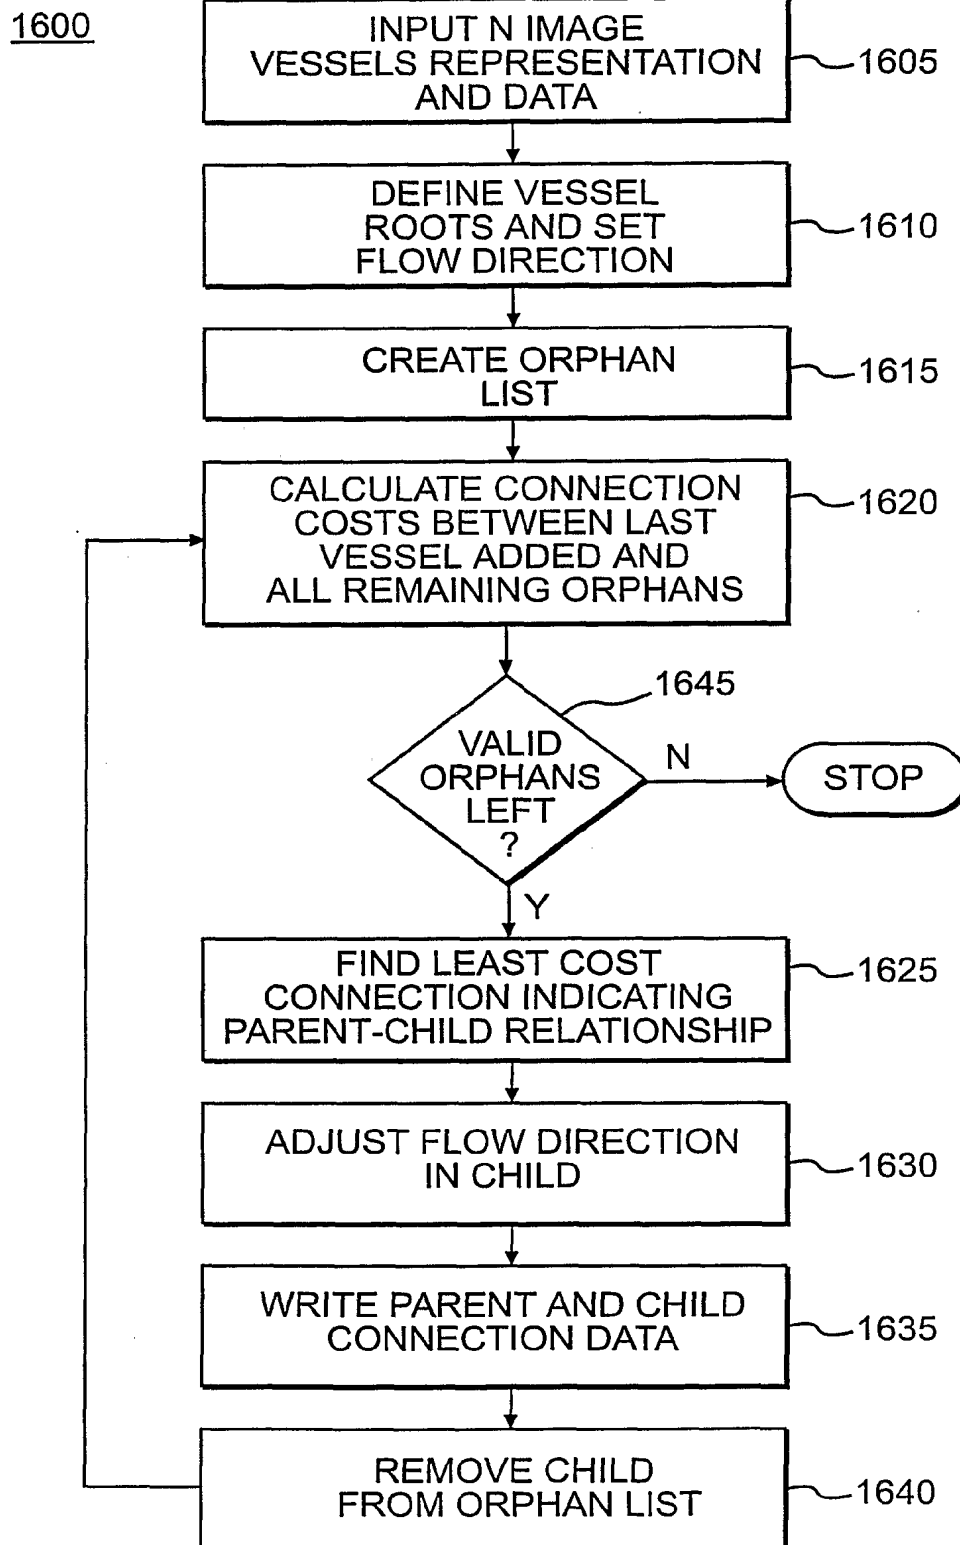 1600
INPUT N IMAGE
VESSELS REPRESENTATION
AND DATA
1605
DEFINE VESSEL
ROOTS AND SET
FLOW DIRECTION
1610
CREATE ORPHAN
LIST
1615
CALCULATE CONNECTION
COSTS BETWEEN LAST
VESSEL ADDED AND
ALL REMAINING ORPHANS
1620
1645
VALID
ORPHANS
LEFT
?
N
STOP
Y
FIND LEAST COST
CONNECTION INDICATING
PARENT-CHILD RELATIONSHIP
1625
ADJUST FLOW DIRECTION
IN CHILD
1630
WRITE PARENT AND CHILD
CONNECTION DATA
1635
REMOVE CHILD
FROM ORPHAN LIST
1640